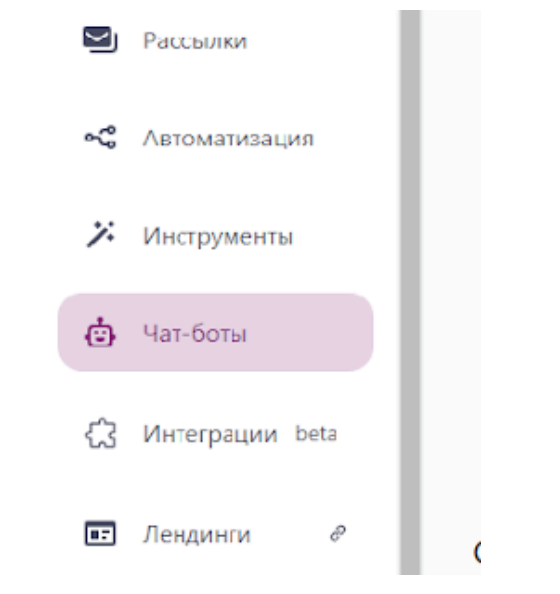 Рассылки
Автоматизация
Инструменты
Чат-боты
Интеграции beta
Лендинги